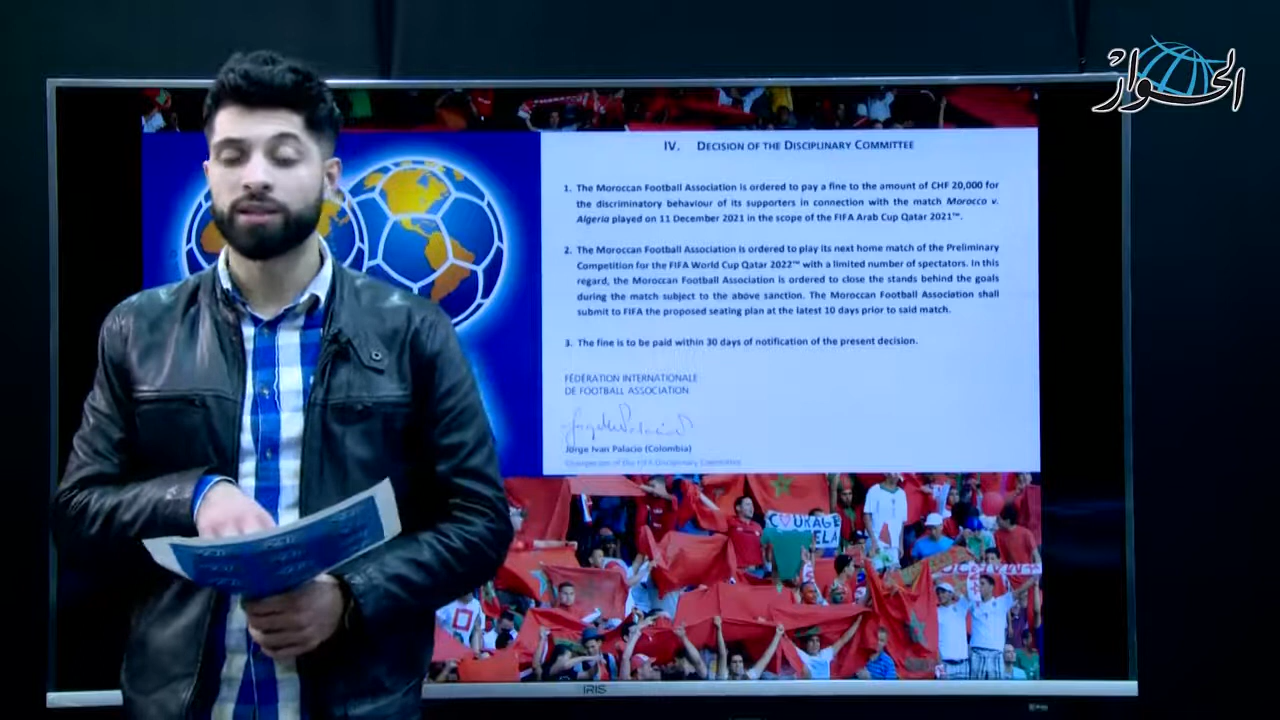 الحوار
IV. DECISION OF THE DISCIPLINARY COMMITTEE
1. The Moroccan Football Association is ordered to pay a fine to the amount of CHF 20,000 for
the discriminatory behaviour of its supporters in connection with the match Morocco v.
Algeria played on 11 December 2021 in the scope of the FIFA Arab Cup Qatar 2021™.
2. The Moroccan Football Association is ordered to play its next home match of the Preliminary
Competition for the FIFA World Cup Qatar 2022™ with a limited number of spectators. In this
regard, the Moroccan Football Association is ordered to close the stands behind the goals
during the match subject to the above sanction. The Moroccan Football Association shall
submit to FIFA the proposed seating plan at the latest 10 days prior to said match.
3. The fine is to be paid within 30 days of notification of the present decision.
FÉDÉRATION INTERNATIONALE
DE FOOTBALL ASSOCIATION
Jorge Ivan Palacio (Colombia)
Chairperson of the FIFA Disciplinary Committee
COURAGE
ELA
IRIS